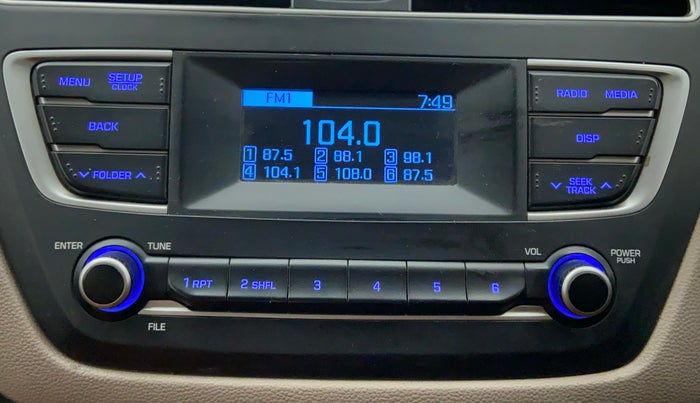 MENU SETUP CLOCK
BACK
FOLDER
FM1 7:49
104.0
1 87.5 2 88.1 3 98.1
4 104.1 5 108.0 6 87.5
RADIO MEDIA
DISP
SEEK TRACK
ENTER TUNE
FILE
1 RPT 2 SHFL 3 4 5 6
VOL POWER PUSH